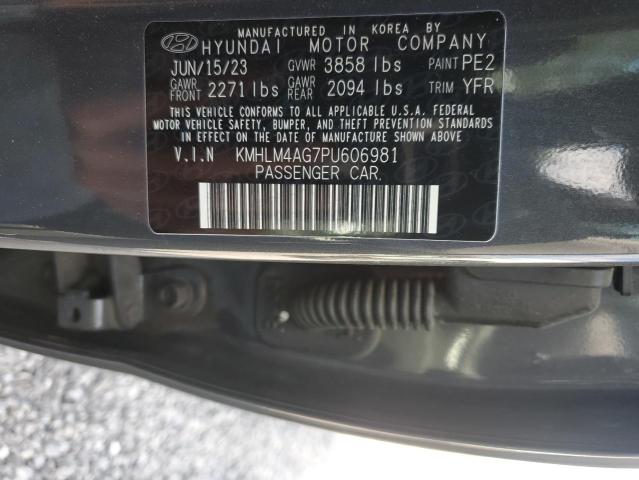 MANUFACTURED IN KOREA BY
HYUNDAI MOTOR COMPANY
JUN/15/23 GVWR 3858 lbs PAINT PE2
GAWR FRONT 2271 lbs GAWR REAR 2094 lbs TRIM YFR
THIS VEHICLE CONFORMS TO ALL APPLICABLE U.S.A. FEDERAL
MOTOR VEHICLE SAFETY, BUMPER, AND THEFT PREVENTION
STANDARDS IN EFFECT ON THE DATE OF MANUFACTURE SHOWN ABOVE
V.I.N KMHLM4AG7PU606981
PASSENGER CAR.